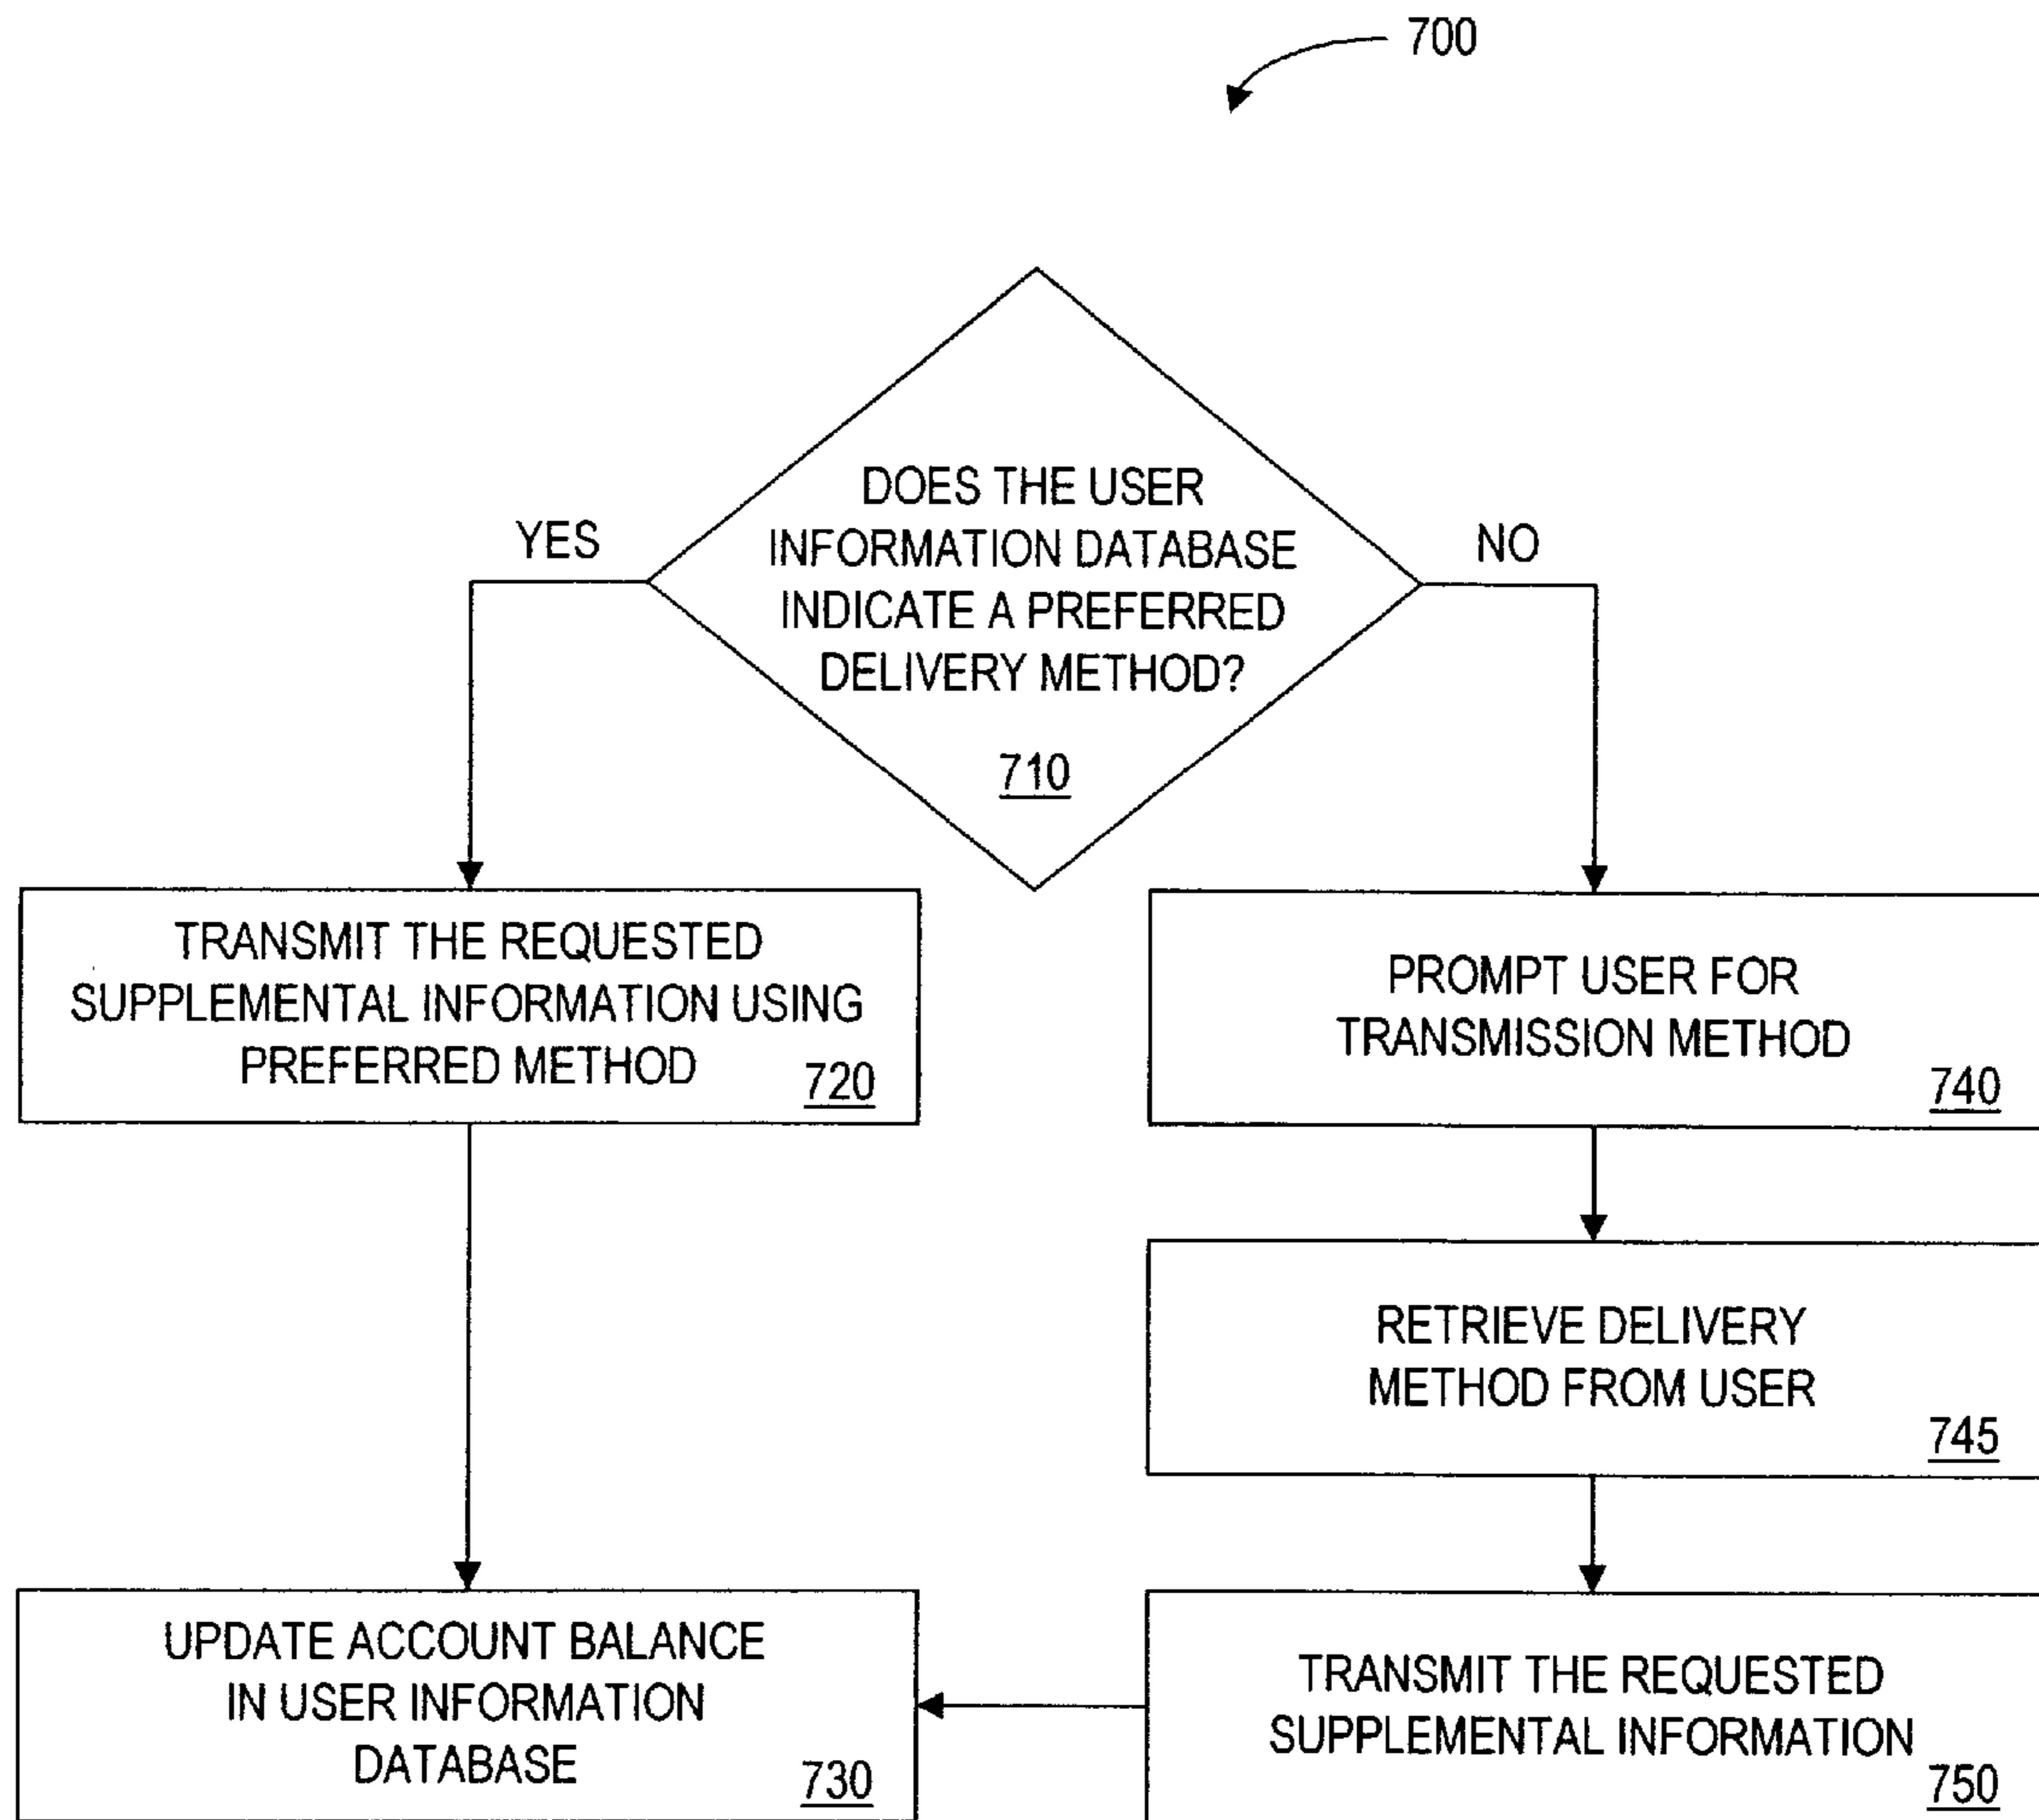 700
DOES THE USER
INFORMATION DATABASE
INDICATE A PREFERRED
DELIVERY METHOD?
710
YES
NO
TRANSMIT THE REQUESTED
SUPPLEMENTAL INFORMATION USING
PREFERRED METHOD
720
PROMPT USER FOR
TRANSMISSION METHOD
740
RETRIEVE DELIVERY
METHOD FROM USER
745
UPDATE ACCOUNT BALANCE
IN USER INFORMATION
DATABASE
730
TRANSMIT THE REQUESTED
SUPPLEMENTAL INFORMATION
750